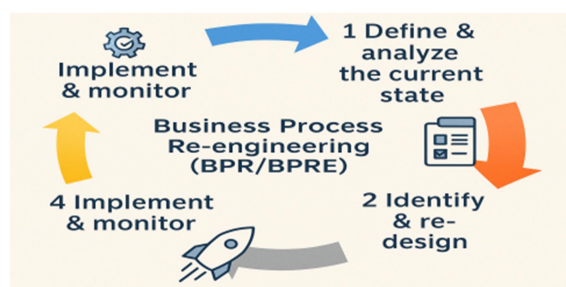 Implement
& monitor
1 Define &
analyze
the current
state
Business Process
Re-engineering
(BPR/BPRE)
2 Identify
& re-
design
4 Implement
& monitor